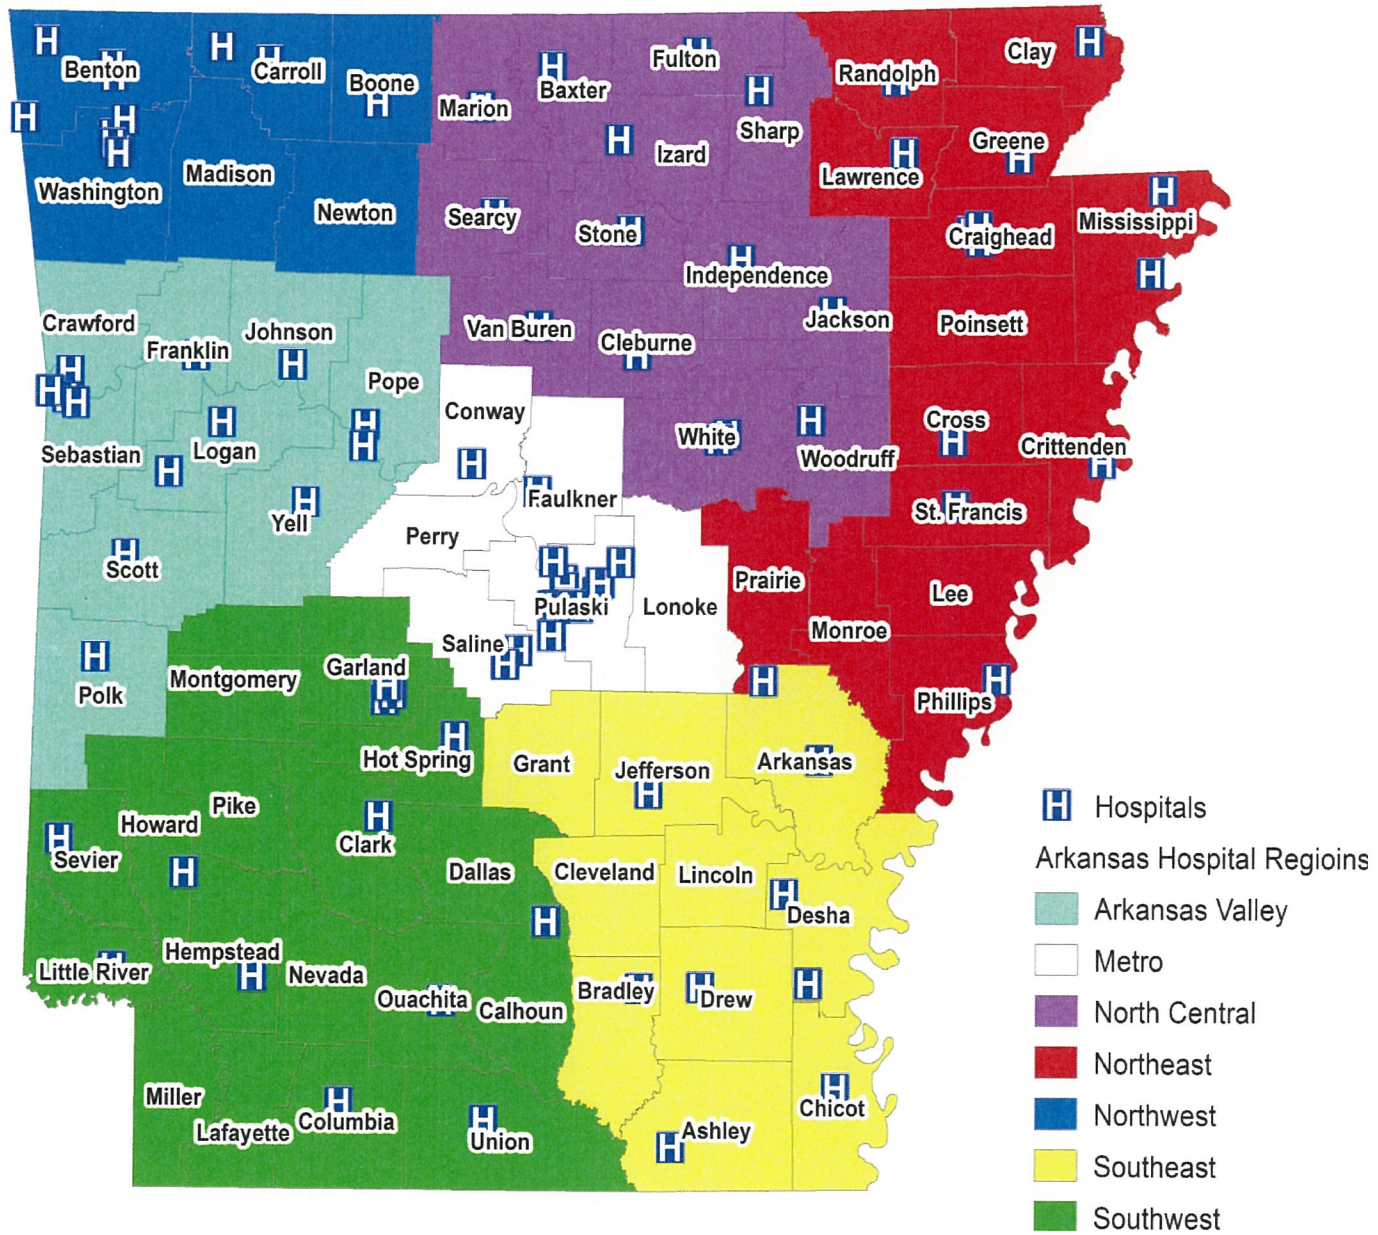 Benton
Carroll
Boone
Marion
Baxter
Fulton
Sharp
Izard
Randolph
Clay
Greene
Lawrence
Washington
Madison
Newton
Searcy
Stone
Independence
Craighead
Mississippi
Crawford
Franklin
Johnson
Pope
Van Buren
Cleburne
Jackson
Poinsett
Conway
White
Woodruff
Cross
Crittenden
Sebastian
Logan
Yell
Faulkner
St. Francis
Scott
Perry
Pulaski
Lonoke
Prairie
Monroe
Lee
Polk
Montgomery
Garland
Saline
Phillips
Hot Spring
Grant
Jefferson
Arkansas
Sevier
Howard
Pike
Clark
Dallas
Cleveland
Lincoln
Desha
Little River
Hempstead
Nevada
Ouachita
Calhoun
Bradley
Drew
Miller
Lafayette
Columbia
Union
Ashley
Chicot
H Hospitals
Arkansas Hospital Regioins
Arkansas Valley
Metro
North Central
Northeast
Northwest
Southeast
Southwest